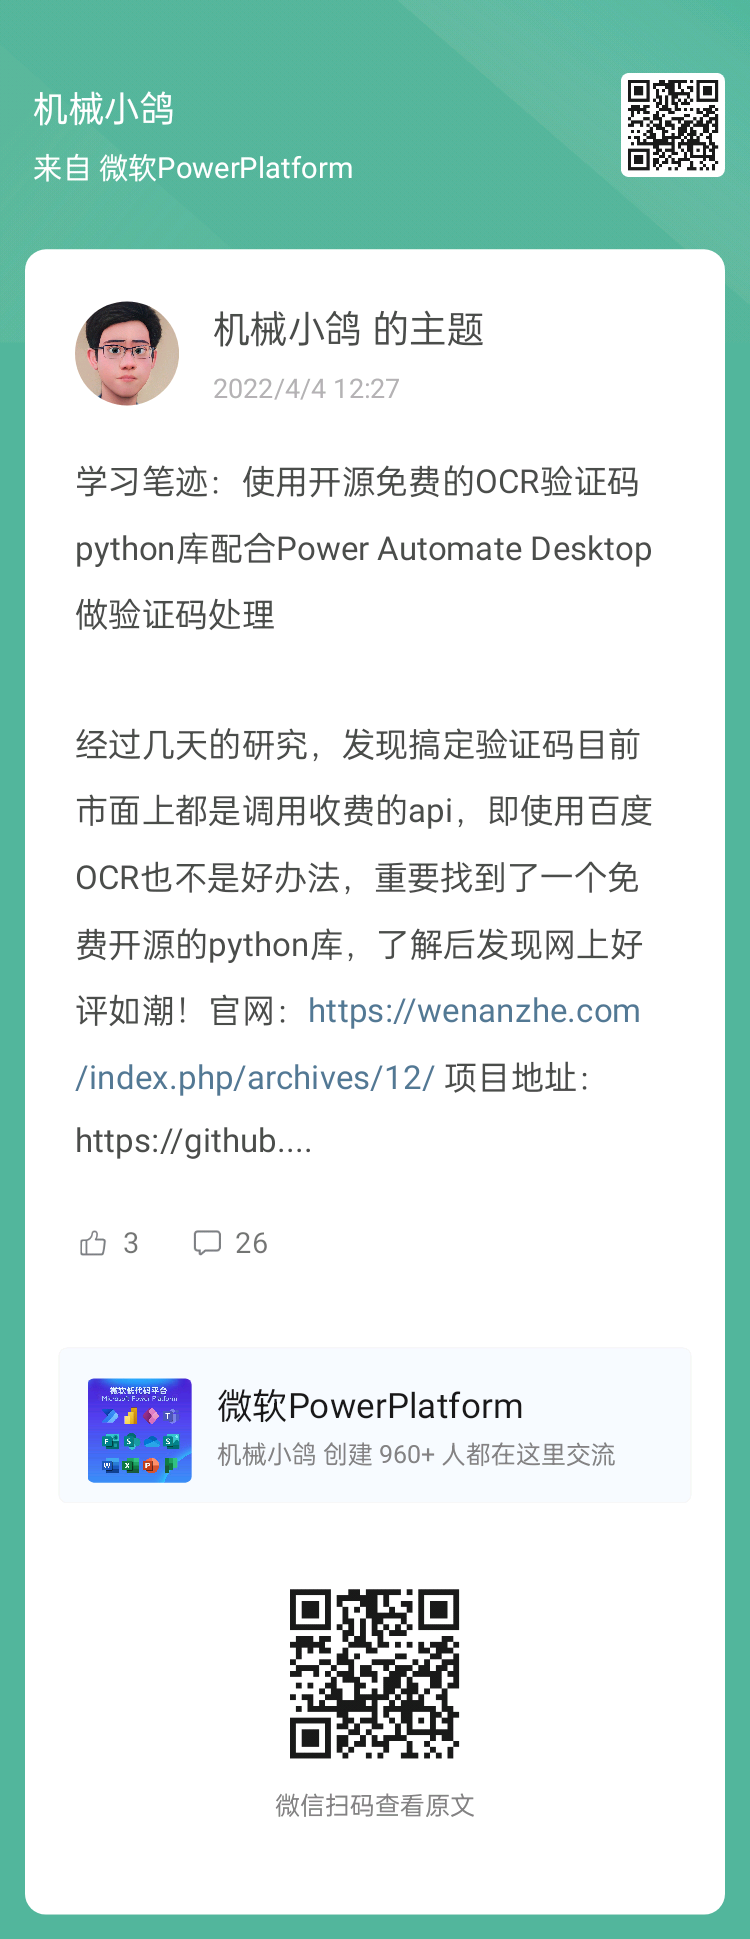 机械小鸽
来自 微软PowerPlatform
机械小鸽 的主题
2022/4/4 12:27
学习笔迹：使用开源免费的OCR验证码
python库配合Power Automate Desktop
做验证码处理
经过几天的研究，发现搞定验证码目前
市面上都是调用收费的api，即使用百度
OCR也不是好办法，重要找到了一个免
费开源的python库，了解后发现网上好
评如潮！官网：https://wenanzhe.com
/index.php/archives/12/ 项目地址：
https://github....
3 26
微软低代码平台
Microsoft Power Platform
微软PowerPlatform
机械小鸽 创建 960+ 人都在这里交流
微信扫码查看原文